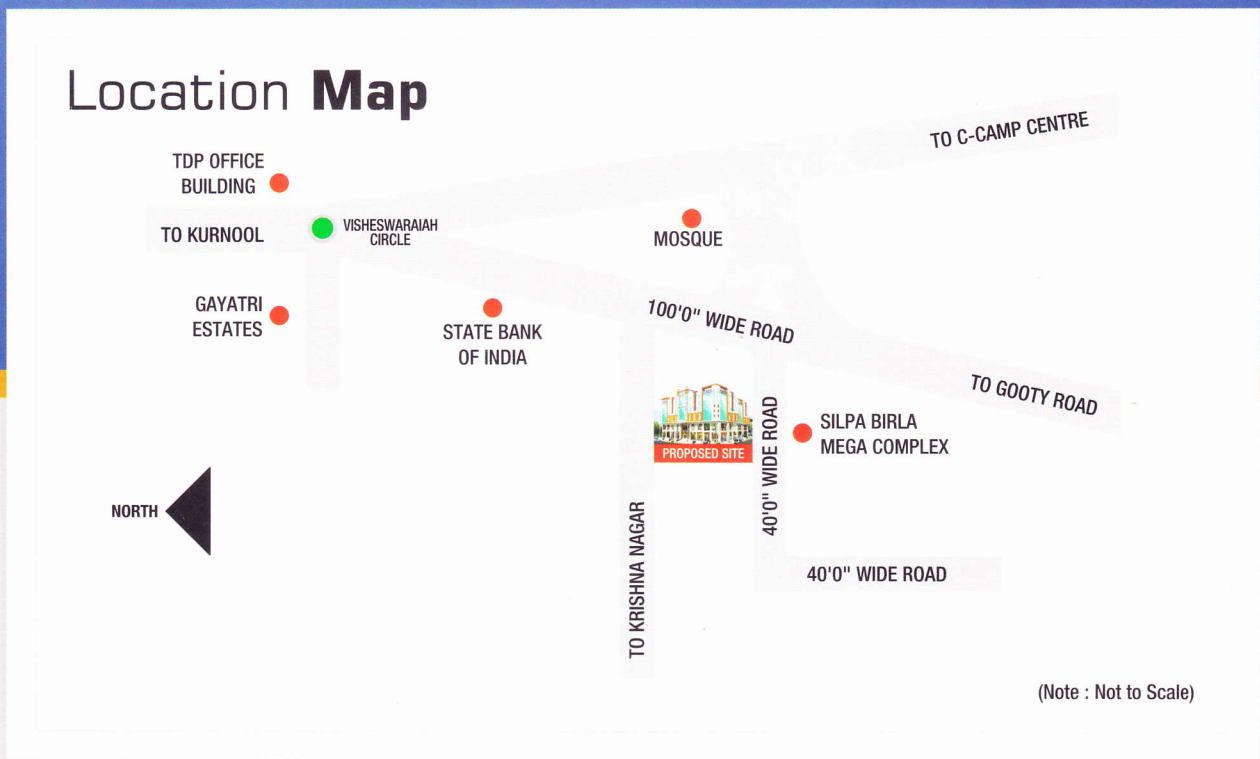 Location Map
TO C-CAMP CENTRE
TDP OFFICE
BUILDING
TO KURNOOL
VISHESWARAIAH
CIRCLE
MOSQUE
GAYATRI
ESTATES
STATE BANK
OF INDIA
100'0" WIDE ROAD
TO GOOTY ROAD
PROPOSED SITE
40'0" WIDE ROAD
SILPA BIRLA
MEGA COMPLEX
NORTH
TO KRISHNA NAGAR
40'0" WIDE ROAD
(Note : Not to Scale)